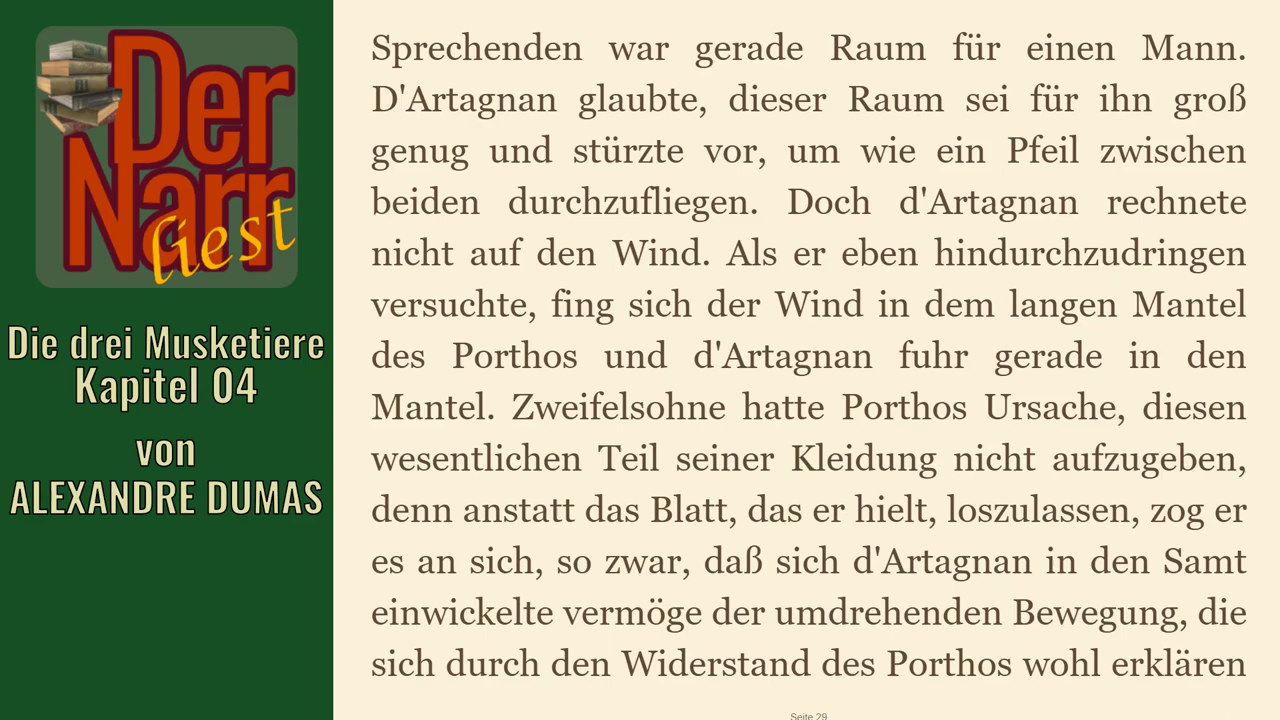 Der
Narr
liest
Die drei Musketiere
Kapitel 04
von
ALEXANDRE DUMAS
Sprechenden war gerade Raum für einen Mann.
D'Artagnan glaubte, dieser Raum sei für ihn groß
genug und stürzte vor, um wie ein Pfeil zwischen
beiden durchzufliegen. Doch d'Artagnan rechnete
nicht auf den Wind. Als er eben hindurchzudringen
versuchte, fing sich der Wind in dem langen Mantel
des Porthos und d'Artagnan fuhr gerade in den
Mantel. Zweifelsohne hatte Porthos Ursache, diesen
wesentlichen Teil seiner Kleidung nicht aufzugeben,
denn anstatt das Blatt, das er hielt, loszulassen, zog er
es an sich, so zwar, daß sich d'Artagnan in den Samt
einwickelte vermöge der umdrehenden Bewegung, die
sich durch den Widerstand des Porthos wohl erklären
Seite 29